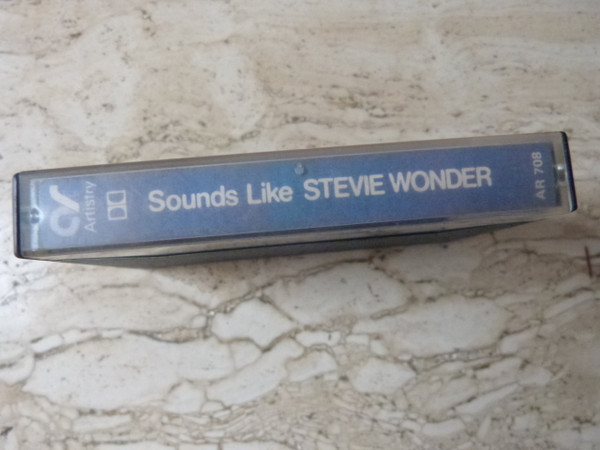 Artistry
Sounds Like STEVIE WONDER
AR 708